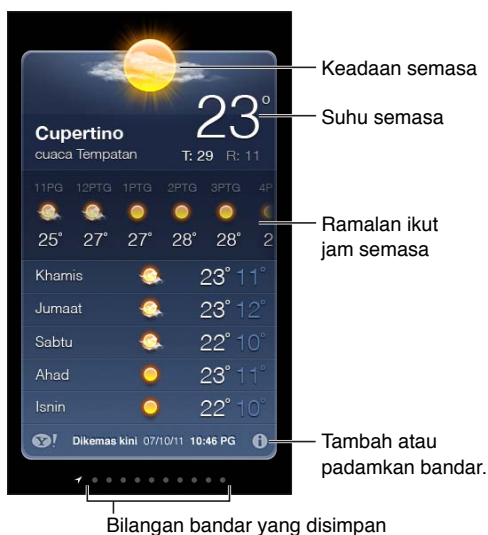 Keadaan semasa
23°
Suhu semasa
Cupertino
cuaca Tempatan
T: 29 R: 11
11PG 12PTG 1PTG 2PTG 3PTG 4P
25° 27° 27° 28° 28° 2
Ramalan ikut
jam semasa
Khamis 23° 11°
Jumaat 23° 12°
Sabtu 22° 10°
Ahad 23° 11°
Isnin 22° 10°
Y! Dikemas kini 07/10/11 10:46 PG i
Tambah atau
padamkan bandar.
Bilangan bandar yang disimpan